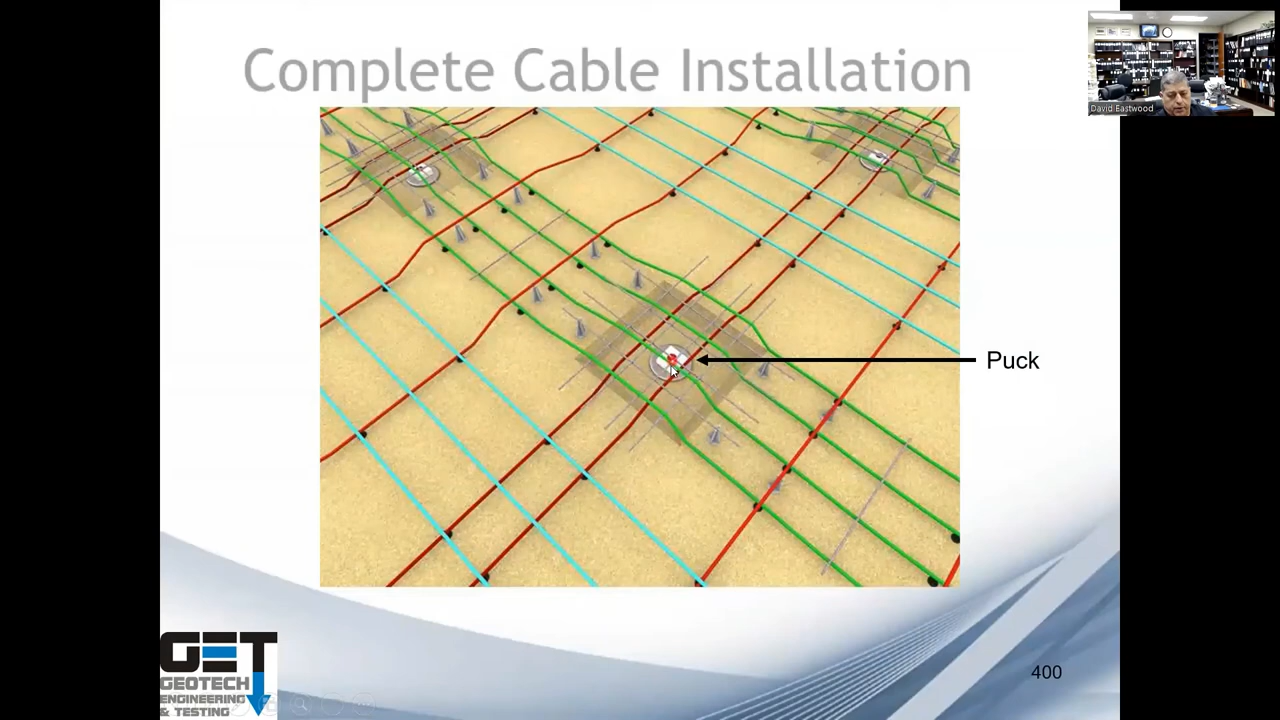 Complete Cable Installation
David Eastwood
Puck
400
GET
GEOTECH
ENGINEERING
& TESTING